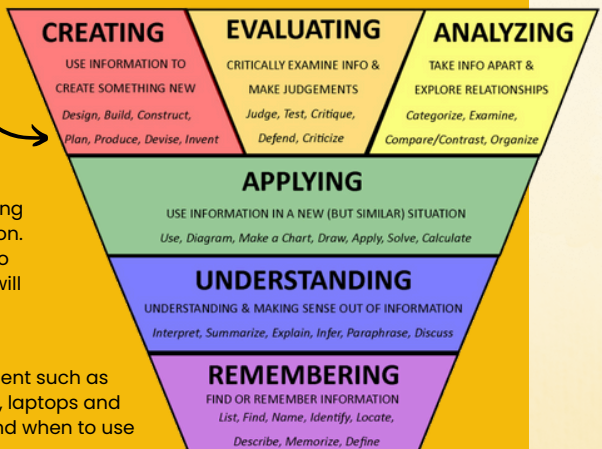 CREATING
USE INFORMATION TO
CREATE SOMETHING NEW
Design, Build, Construct,
Plan, Produce, Devise, Invent
EVALUATING
CRITICALLY EXAMINE INFO &
MAKE JUDGEMENTS
Judge, Test, Critique,
Defend, Criticize
ANALYZING
TAKE INFO APART &
EXPLORE RELATIONSHIPS
Categorize, Examine,
Compare/Contrast, Organize
APPLYING
USE INFORMATION IN A NEW (BUT SIMILAR) SITUATION
Use, Diagram, Make a Chart, Draw, Apply, Solve, Calculate
UNDERSTANDING
UNDERSTANDING & MAKING SENSE OUT OF INFORMATION
Interpret, Summarize, Explain, Infer, Paraphrase, Discuss
REMEMBERING
FIND OR REMEMBER INFORMATION
List, Find, Name, Identify, Locate,
Describe, Memorize, Define
ng
on.
o
will
ent such as
, laptops and
nd when to use